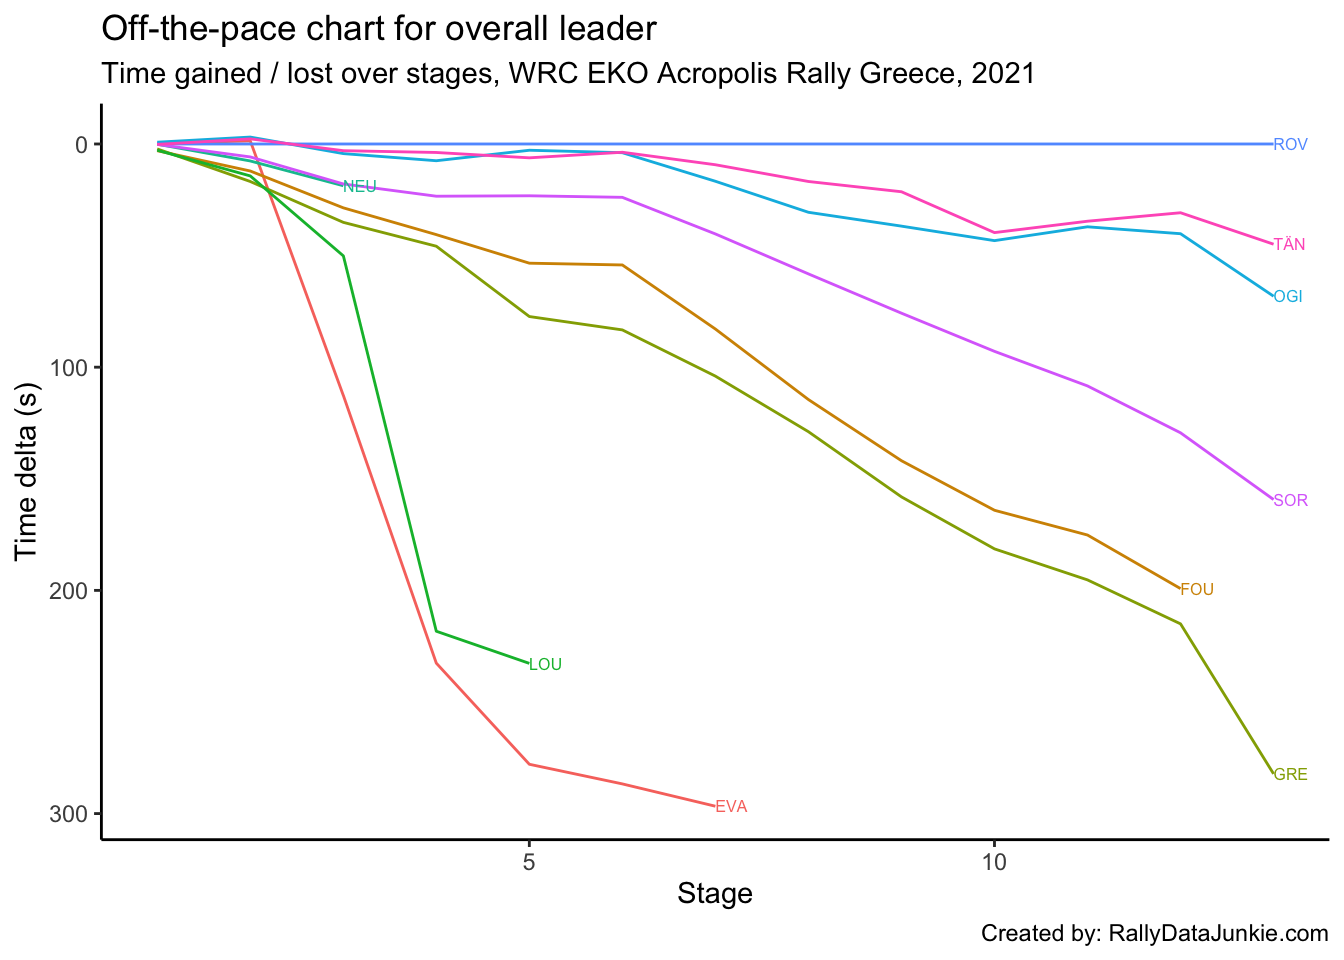 Off-the-pace chart for overall leader
Time gained / lost over stages, WRC EKO Acropolis Rally Greece, 2021
0
100
200
300
Time delta (s)
ROV
NEU
TÄN
OGI
SOR
FOU
LOU
GRE
EVA
5
10
Stage
Created by: RallyDataJunkie.com